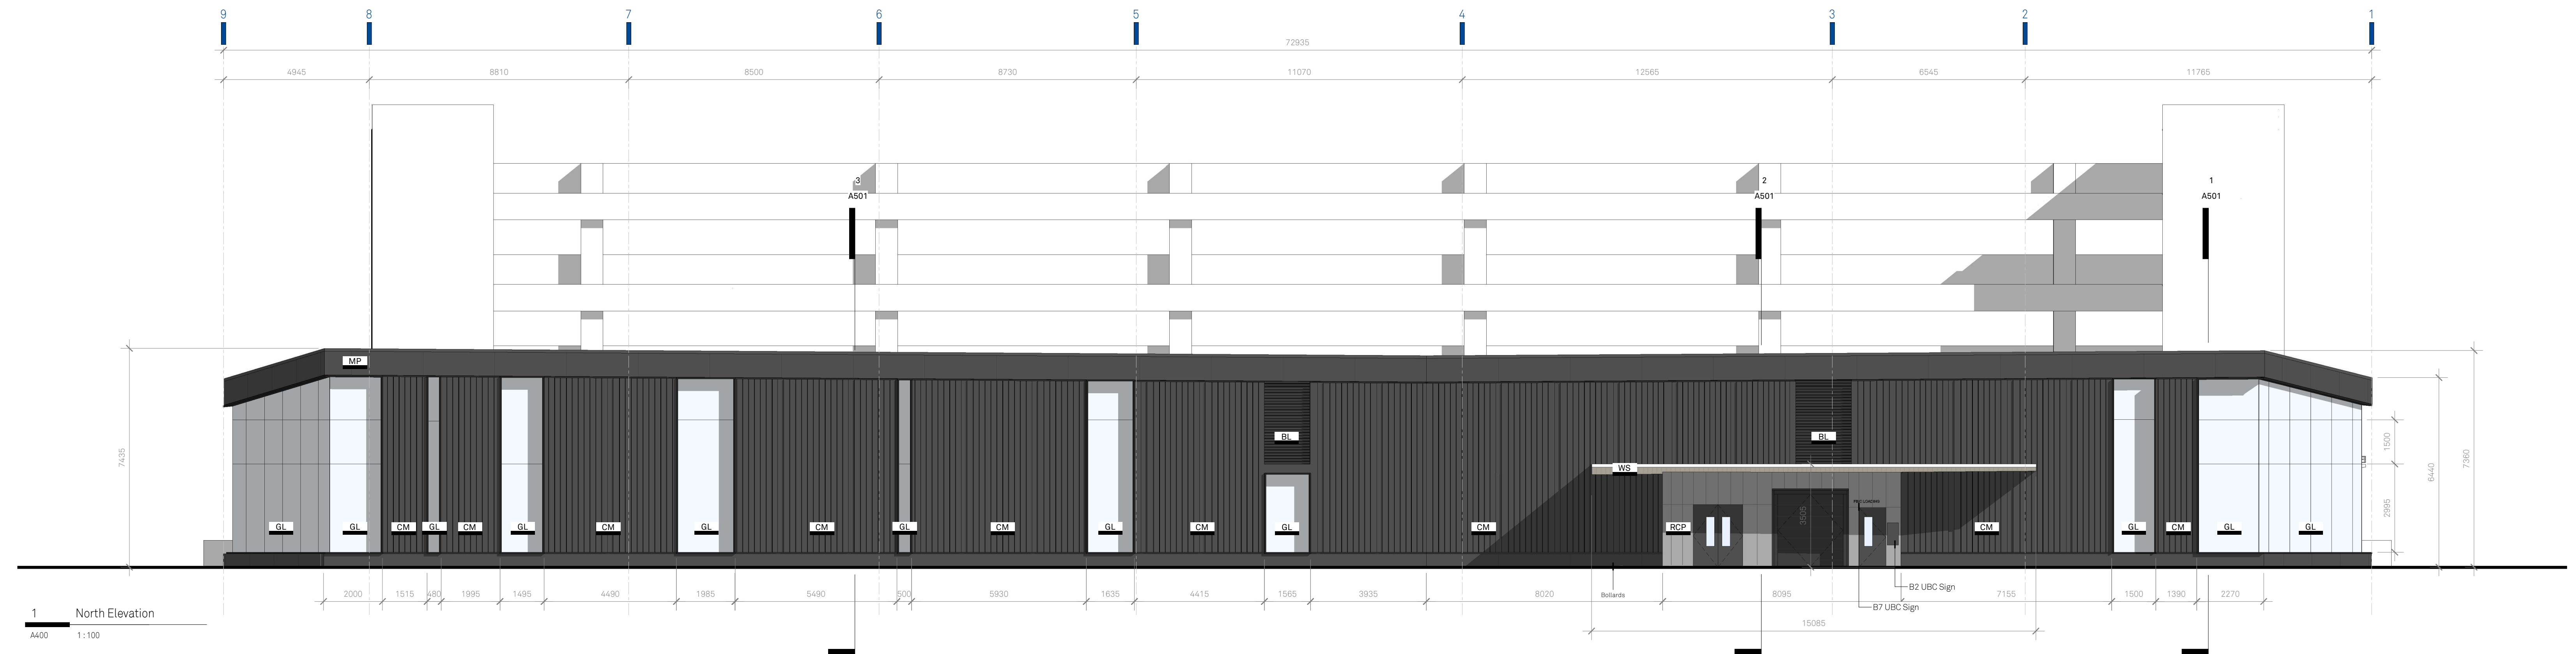 9 8 7 6 5 4 3 2 1
72935
4945 8810 8500 8730 11070 12565 6545 11765
3 2 1
A501 A501 A501
MP
7435
BL BL
WS
1500
6440
7360
2995
3505
GL GL CM GL CM GL CM GL CM GL CM GL CM GL CM RCP CM GL CM GL GL
B2 UBC Sign
2000 1515 480 1995 1495 4490 1985 5490 500 5930 1635 4415 1565 3935 8020 Bollards 8095 7155 1500 1390 2270
B7 UBC Sign
15085
1 North Elevation
A400 1 : 100